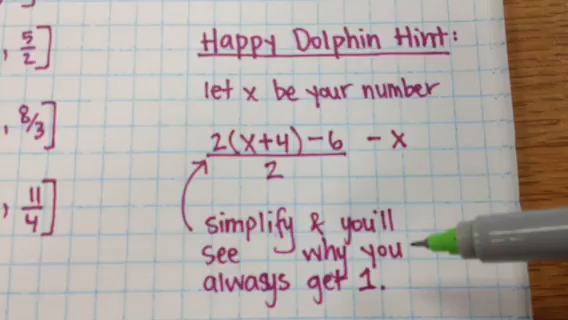 , 5/2]
, 8/3]
, 11/4]
Happy Dolphin Hint:
let x be your number
2(x+4)-6 - x
2
simplify & you'll
see why you
always get 1.